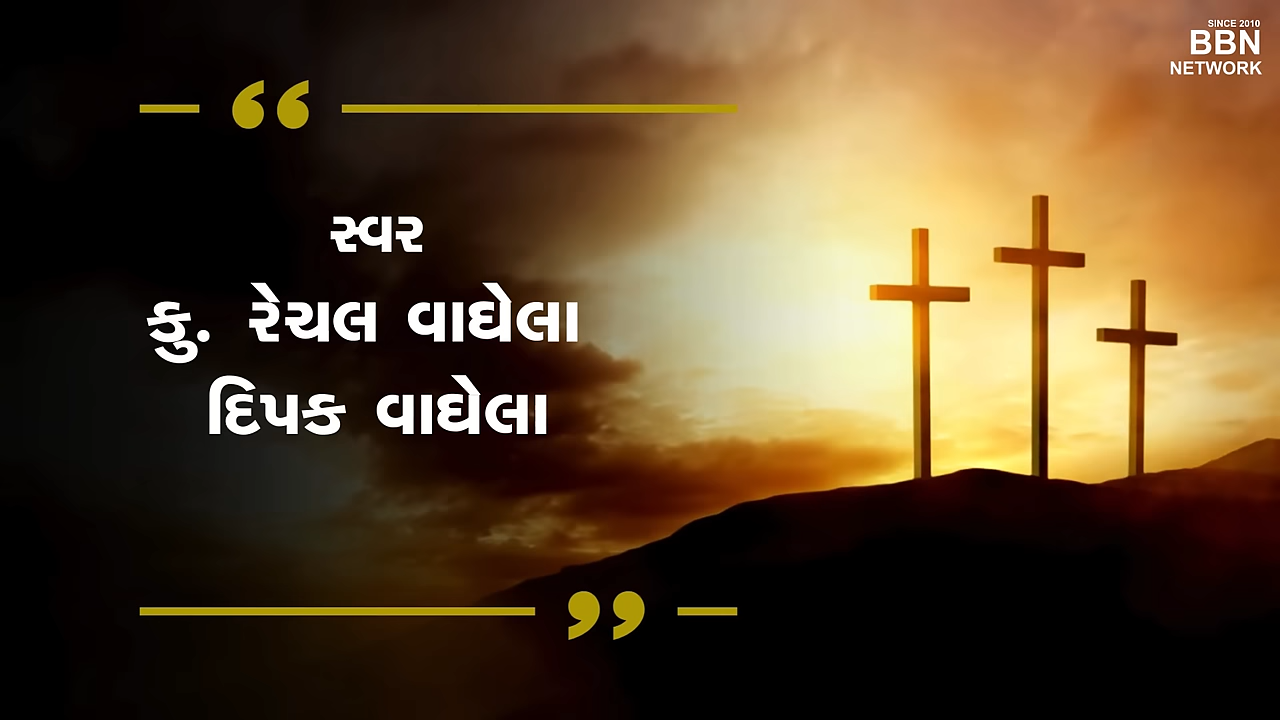 SINCE 2010
BBN
NETWORK
“
સ્વર
કુ. રેચલ વાઘેલા
દિપક વાઘેલા
”